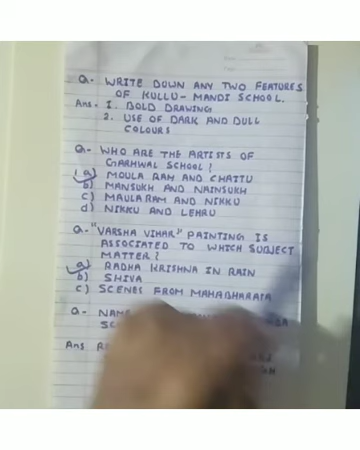 Q- WRITE DOWN ANY TWO FEATURES
OF KULLU-MANDI SCHOOL.
Ans. 1. BOLD DRAWING
2. USE OF DARK AND DULL
COLOURS
Q- WHO ARE THE ARTISTS OF
GARHWAL SCHOOL?
a) MOULA RAM AND CHAITU
b) MANSUKH AND NAINSUKH
c) MAULARAM AND NIKKU
d) NIKKU AND LEHRU
Q- "VARSHA VIHAR" PAINTING IS
ASSOCIATED TO WHICH SUBJECT
MATTER?
a) RADHA KRISHNA IN RAIN
b) SHIVA
c) SCENES FROM MAHABHARATA
Q- NAME
Ans